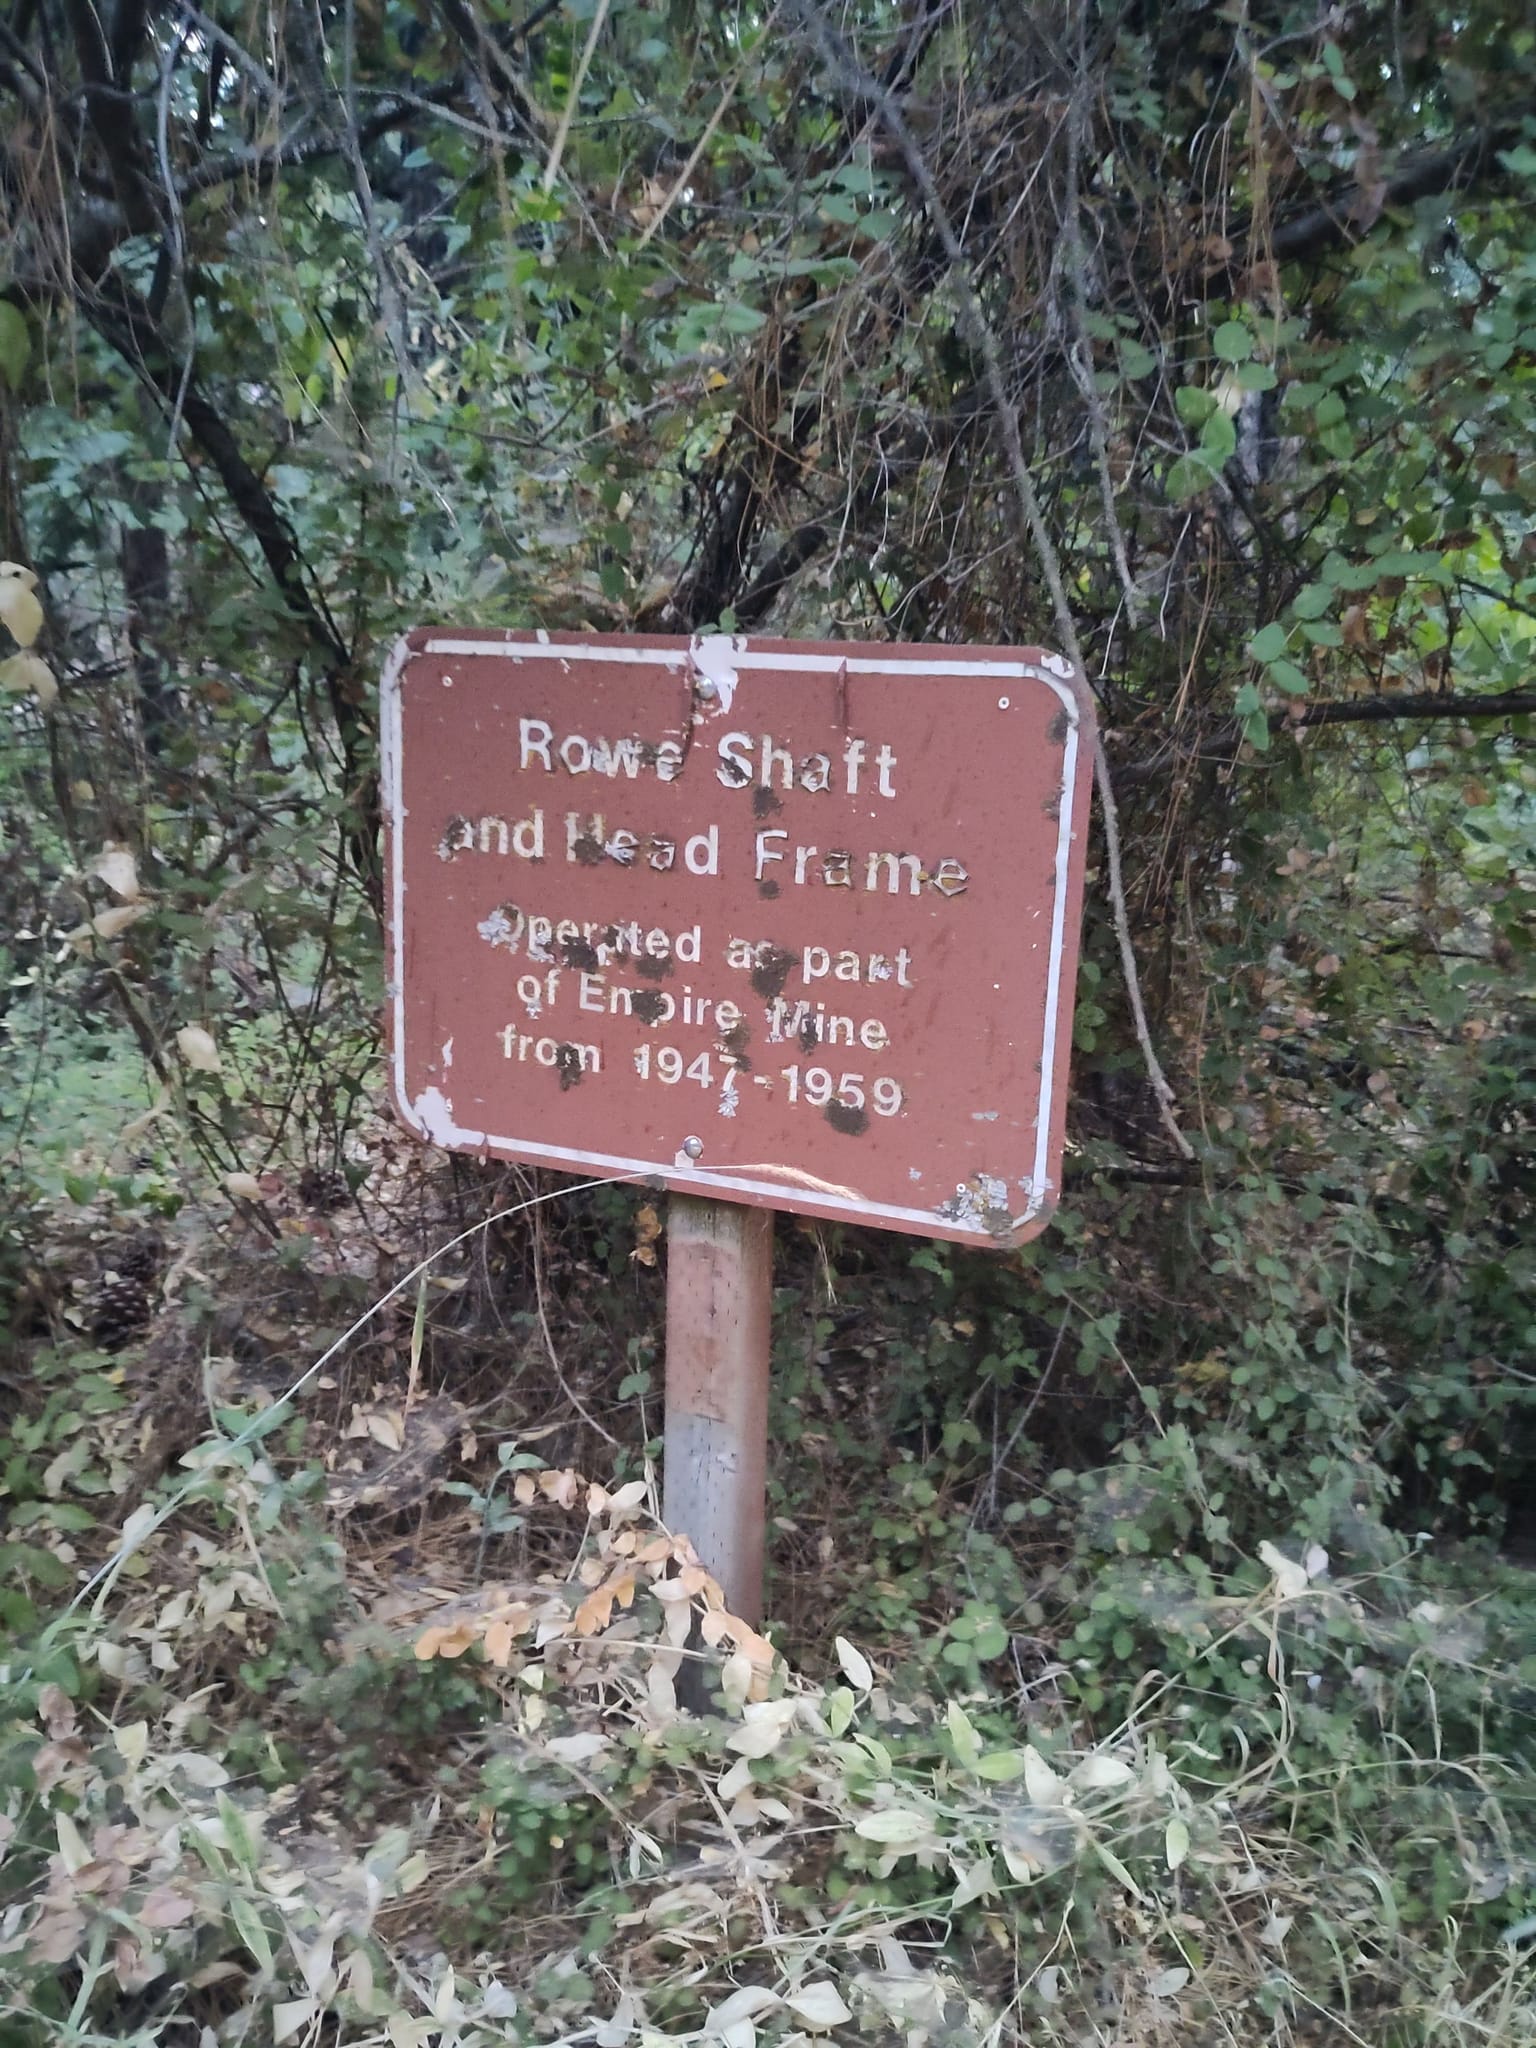 Rowe Shaft
and Head Frame
Operated as part
of Empire Mine
from 1947-1959